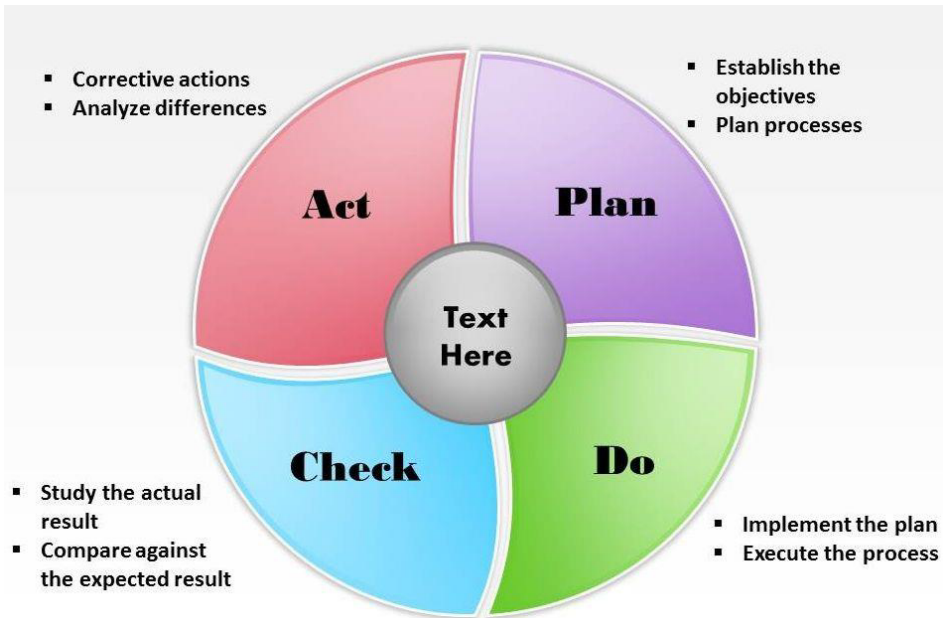 ▪ Corrective actions
▪ Analyze differences
▪ Establish the
objectives
▪ Plan processes
Act
Plan
Text
Here
Check
Do
▪ Study the actual
result
▪ Compare against
the expected result
▪ Implement the plan
▪ Execute the process